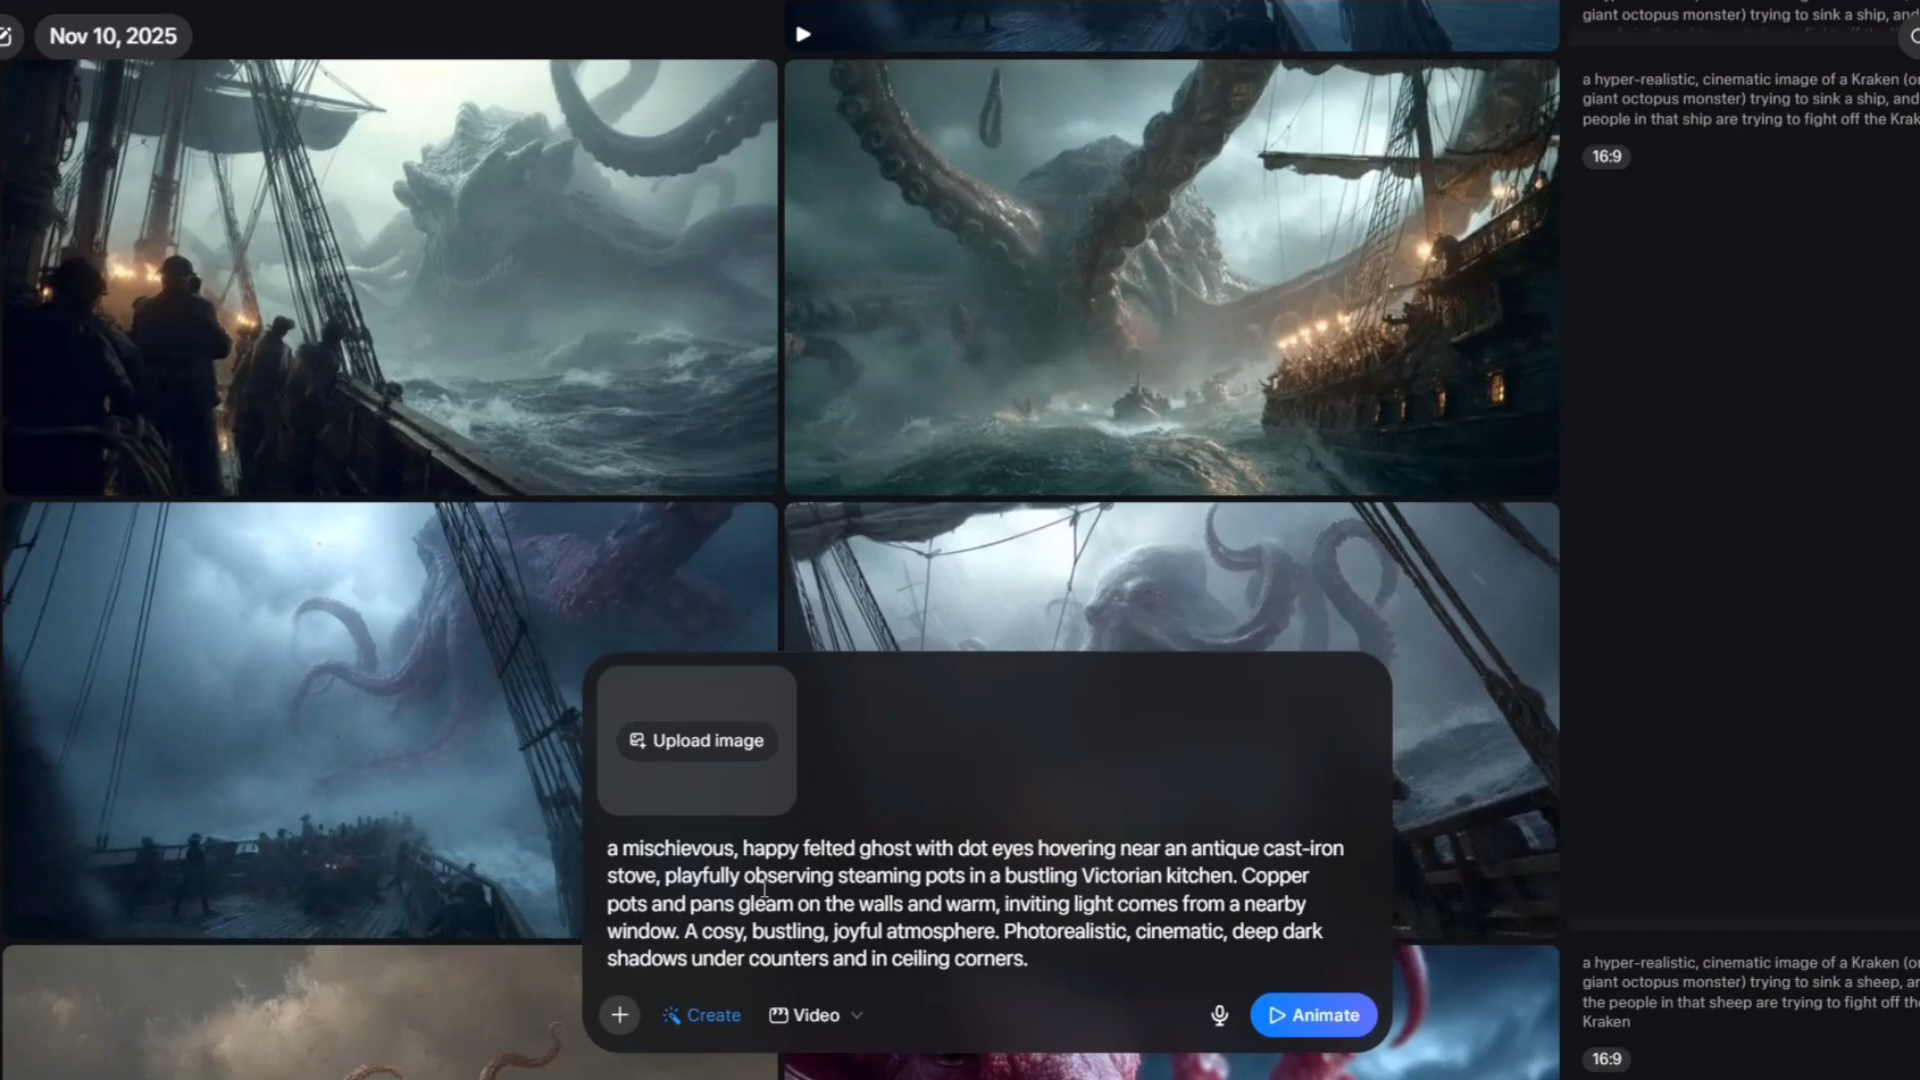 Nov 10, 2025
giant octopus monster) trying to sink a ship, and
a hyper-realistic, cinematic image of a Kraken (or
giant octopus monster) trying to sink a ship, and
people in that ship are trying to fight off the Krak
16:9
Upload image
a mischievous, happy felted ghost with dot eyes hovering near an antique cast-iron
stove, playfully observing steaming pots in a bustling Victorian kitchen. Copper
pots and pans gleam on the walls and warm, inviting light comes from a nearby
window. A cosy, bustling, joyful atmosphere. Photorealistic, cinematic, deep dark
shadows under counters and in ceiling corners.
Create
Video
Animate
a hyper-realistic, cinematic image of a Kraken (or
giant octopus monster) trying to sink a sheep, an
the people in that sheep are trying to fight off the
Kraken
16:9